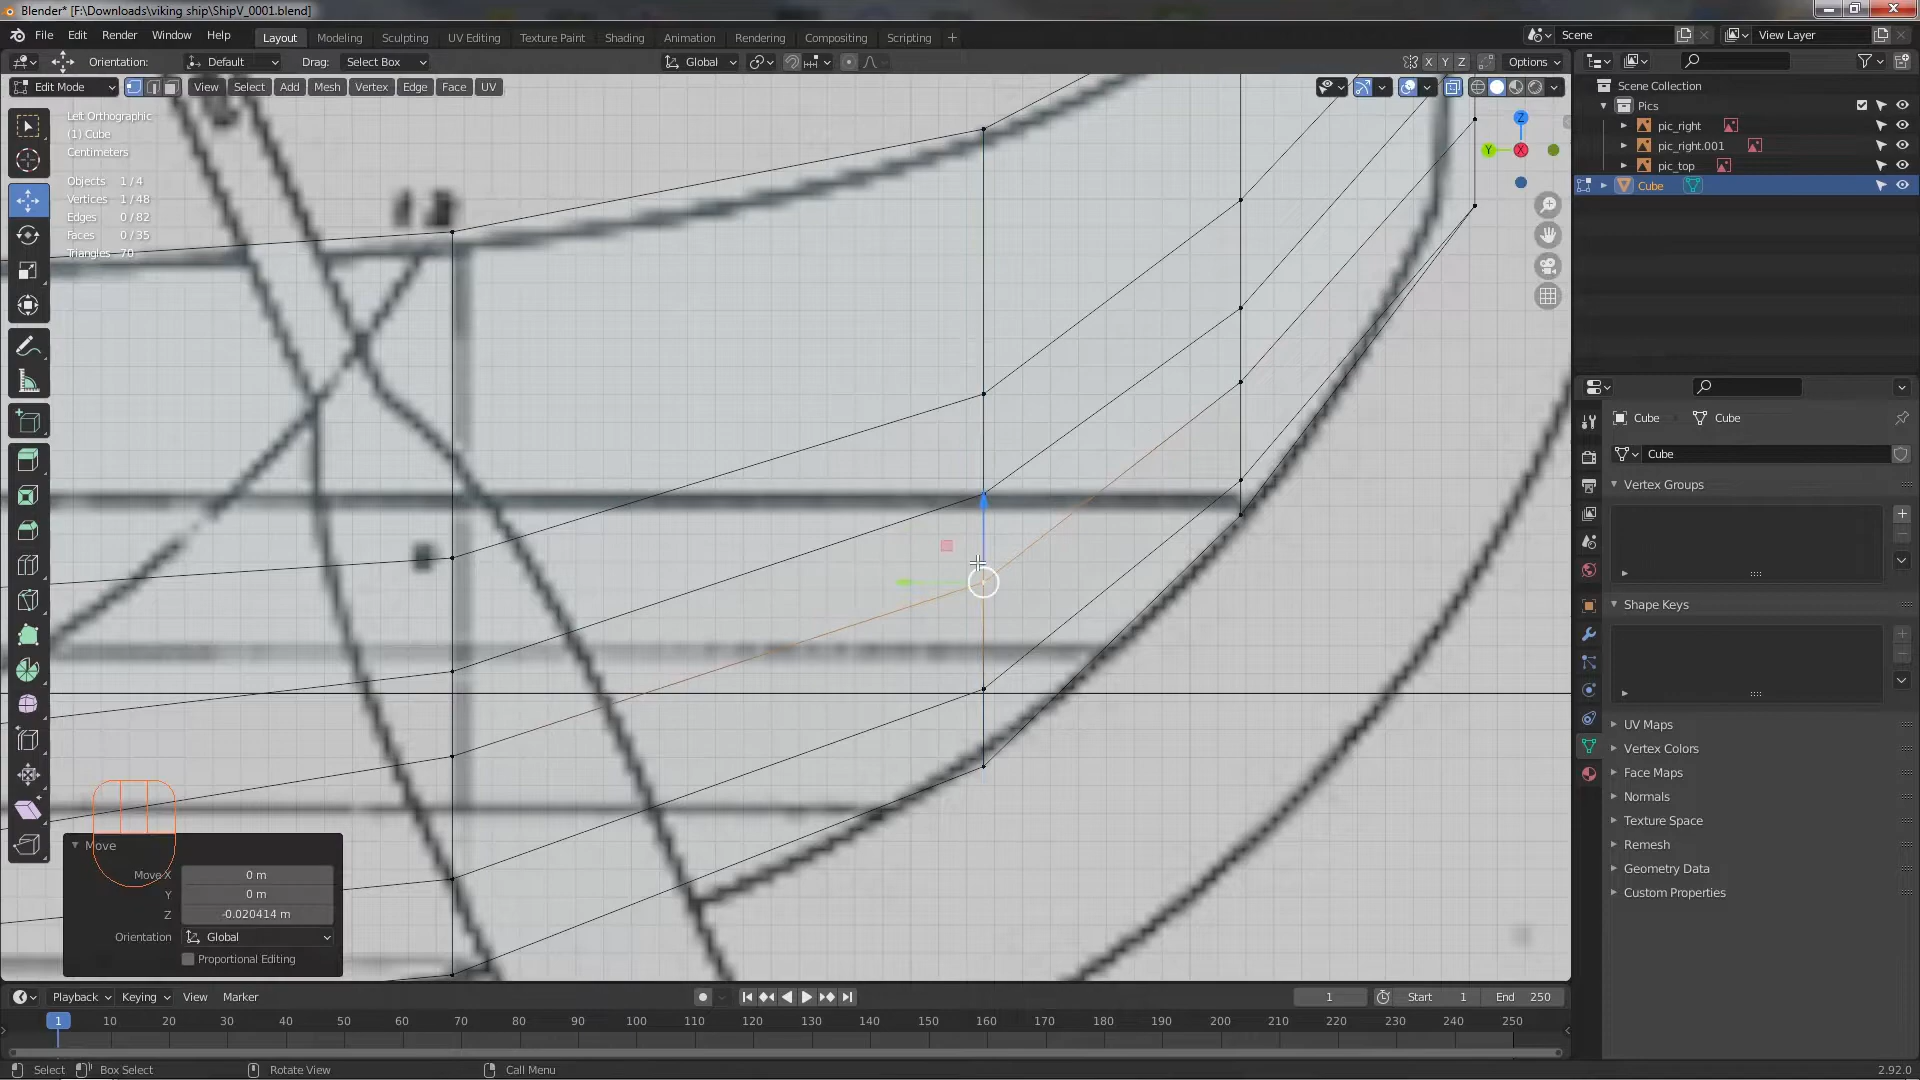 Blender* [F:\Downloads\viking ship\ShipV_0001.blend]
File Edit Render Window Help
Layout Modeling Sculpting UV Editing Texture Paint Shading Animation Rendering Compositing Scripting
Scene View Layer
Orientation: Default Drag: Select Box Global X Y Z Options
Edit Mode View Select Add Mesh Vertex Edge Face UV
Left Orthographic
(1) Cube
Centimeters
Objects 1 / 4
Vertices 1 / 48
Edges 0 / 82
Faces 0 / 35
Triangles 70
Z
Y X
Scene Collection
Pics
pic_right
pic_right.001
pic_top
Cube
Cube Cube
Cube
Vertex Groups
Shape Keys
UV Maps
Vertex Colors
Face Maps
Normals
Texture Space
Remesh
Geometry Data
Custom Properties
Move
Move X 0 m
Y 0 m
Z -0.020414 m
Orientation Global
Proportional Editing
Playback Keying View Marker 1 Start 1 End 250
1 10 20 30 40 50 60 70 80 90 100 110 120 130 140 150 160 170 180 190 200 210 220 230 240 250
Select Box Select Rotate View Call Menu 2.92.0